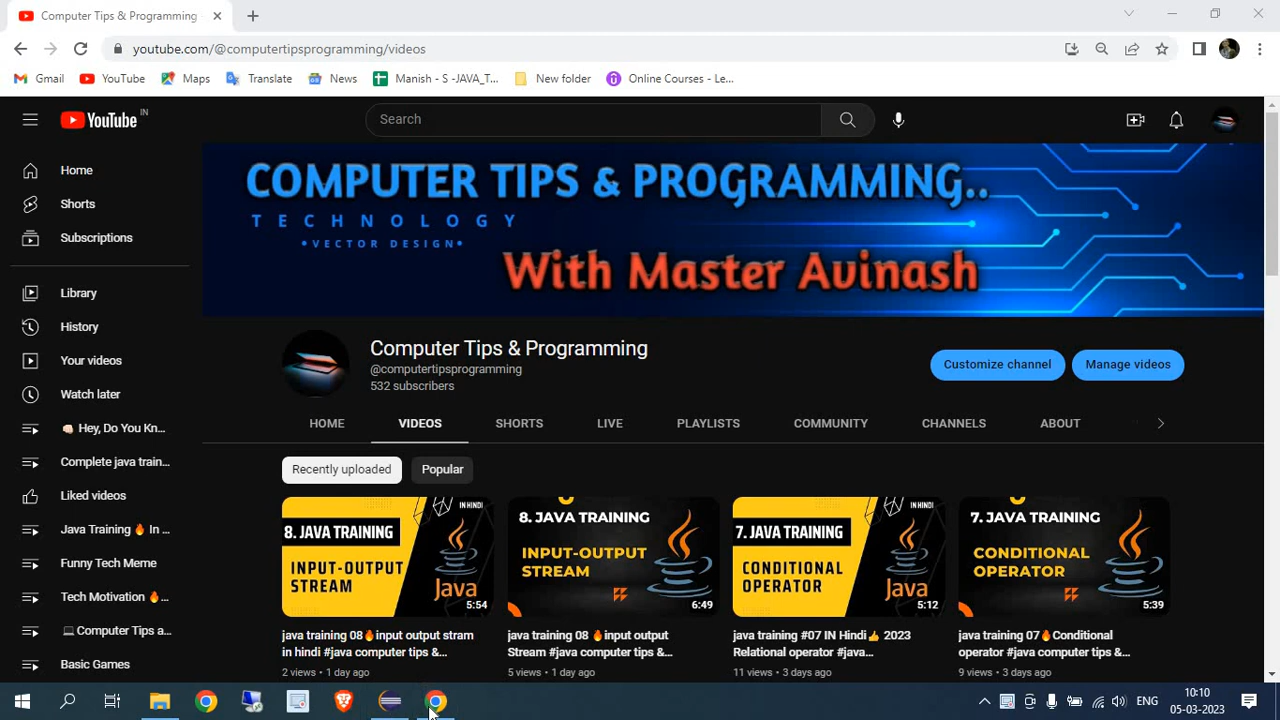 Computer Tips & Programming
youtube.com/@computertipsprogramming/videos
Gmail
YouTube
Maps
Translate
News
Manish - S -JAVA_T...
New folder
Online Courses - Le...
YouTube IN
Search
Home
Shorts
Subscriptions
Library
History
Your videos
Watch later
Hey, Do You Kn...
Complete java train...
Liked videos
Java Training 🔥 In ...
Funny Tech Meme
Tech Motivation 🔥...
💻Computer Tips a...
Basic Games
COMPUTER TIPS & PROGRAMMING..
TECHNOLOGY
•VECTOR DESIGN•
With Master Avinash
Computer Tips & Programming
@computertipsprogramming
532 subscribers
Customize channel
Manage videos
HOME
VIDEOS
SHORTS
LIVE
PLAYLISTS
COMMUNITY
CHANNELS
ABOUT
Recently uploaded
Popular
IN HINDI
8. JAVA TRAINING
INPUT-OUTPUT
STREAM
Java
5:54
java training 08🔥input output stram
in hindi #java computer tips &...
2 views • 1 day ago
8. JAVA TRAINING
INPUT-OUTPUT
STREAM
6:49
java training 08 🔥input output
Stream #java computer tips &...
5 views • 1 day ago
IN HINDI
7. JAVA TRAINING
CONDITIONAL
OPERATOR
Java
5:12
java training #07 IN Hindi👍 2023
Relational operator #java...
11 views • 3 days ago
7. JAVA TRAINING
CONDITIONAL
OPERATOR
5:39
java training 07🔥Conditional
operator #java computer tips &...
9 views • 3 days ago
ENG
10:10
05-03-2023